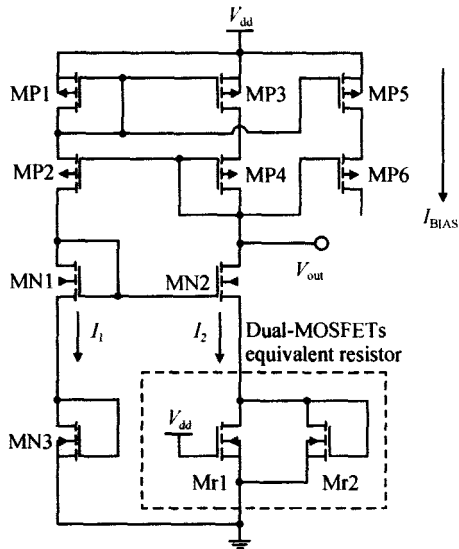 V_dd
MP1
MP3
MP5
MP2
MP4
MP6
I_BIAS
V_out
MN1
MN2
I_1
I_2
Dual-MOSFETs
equivalent resistor
V_dd
MN3
Mr1
Mr2